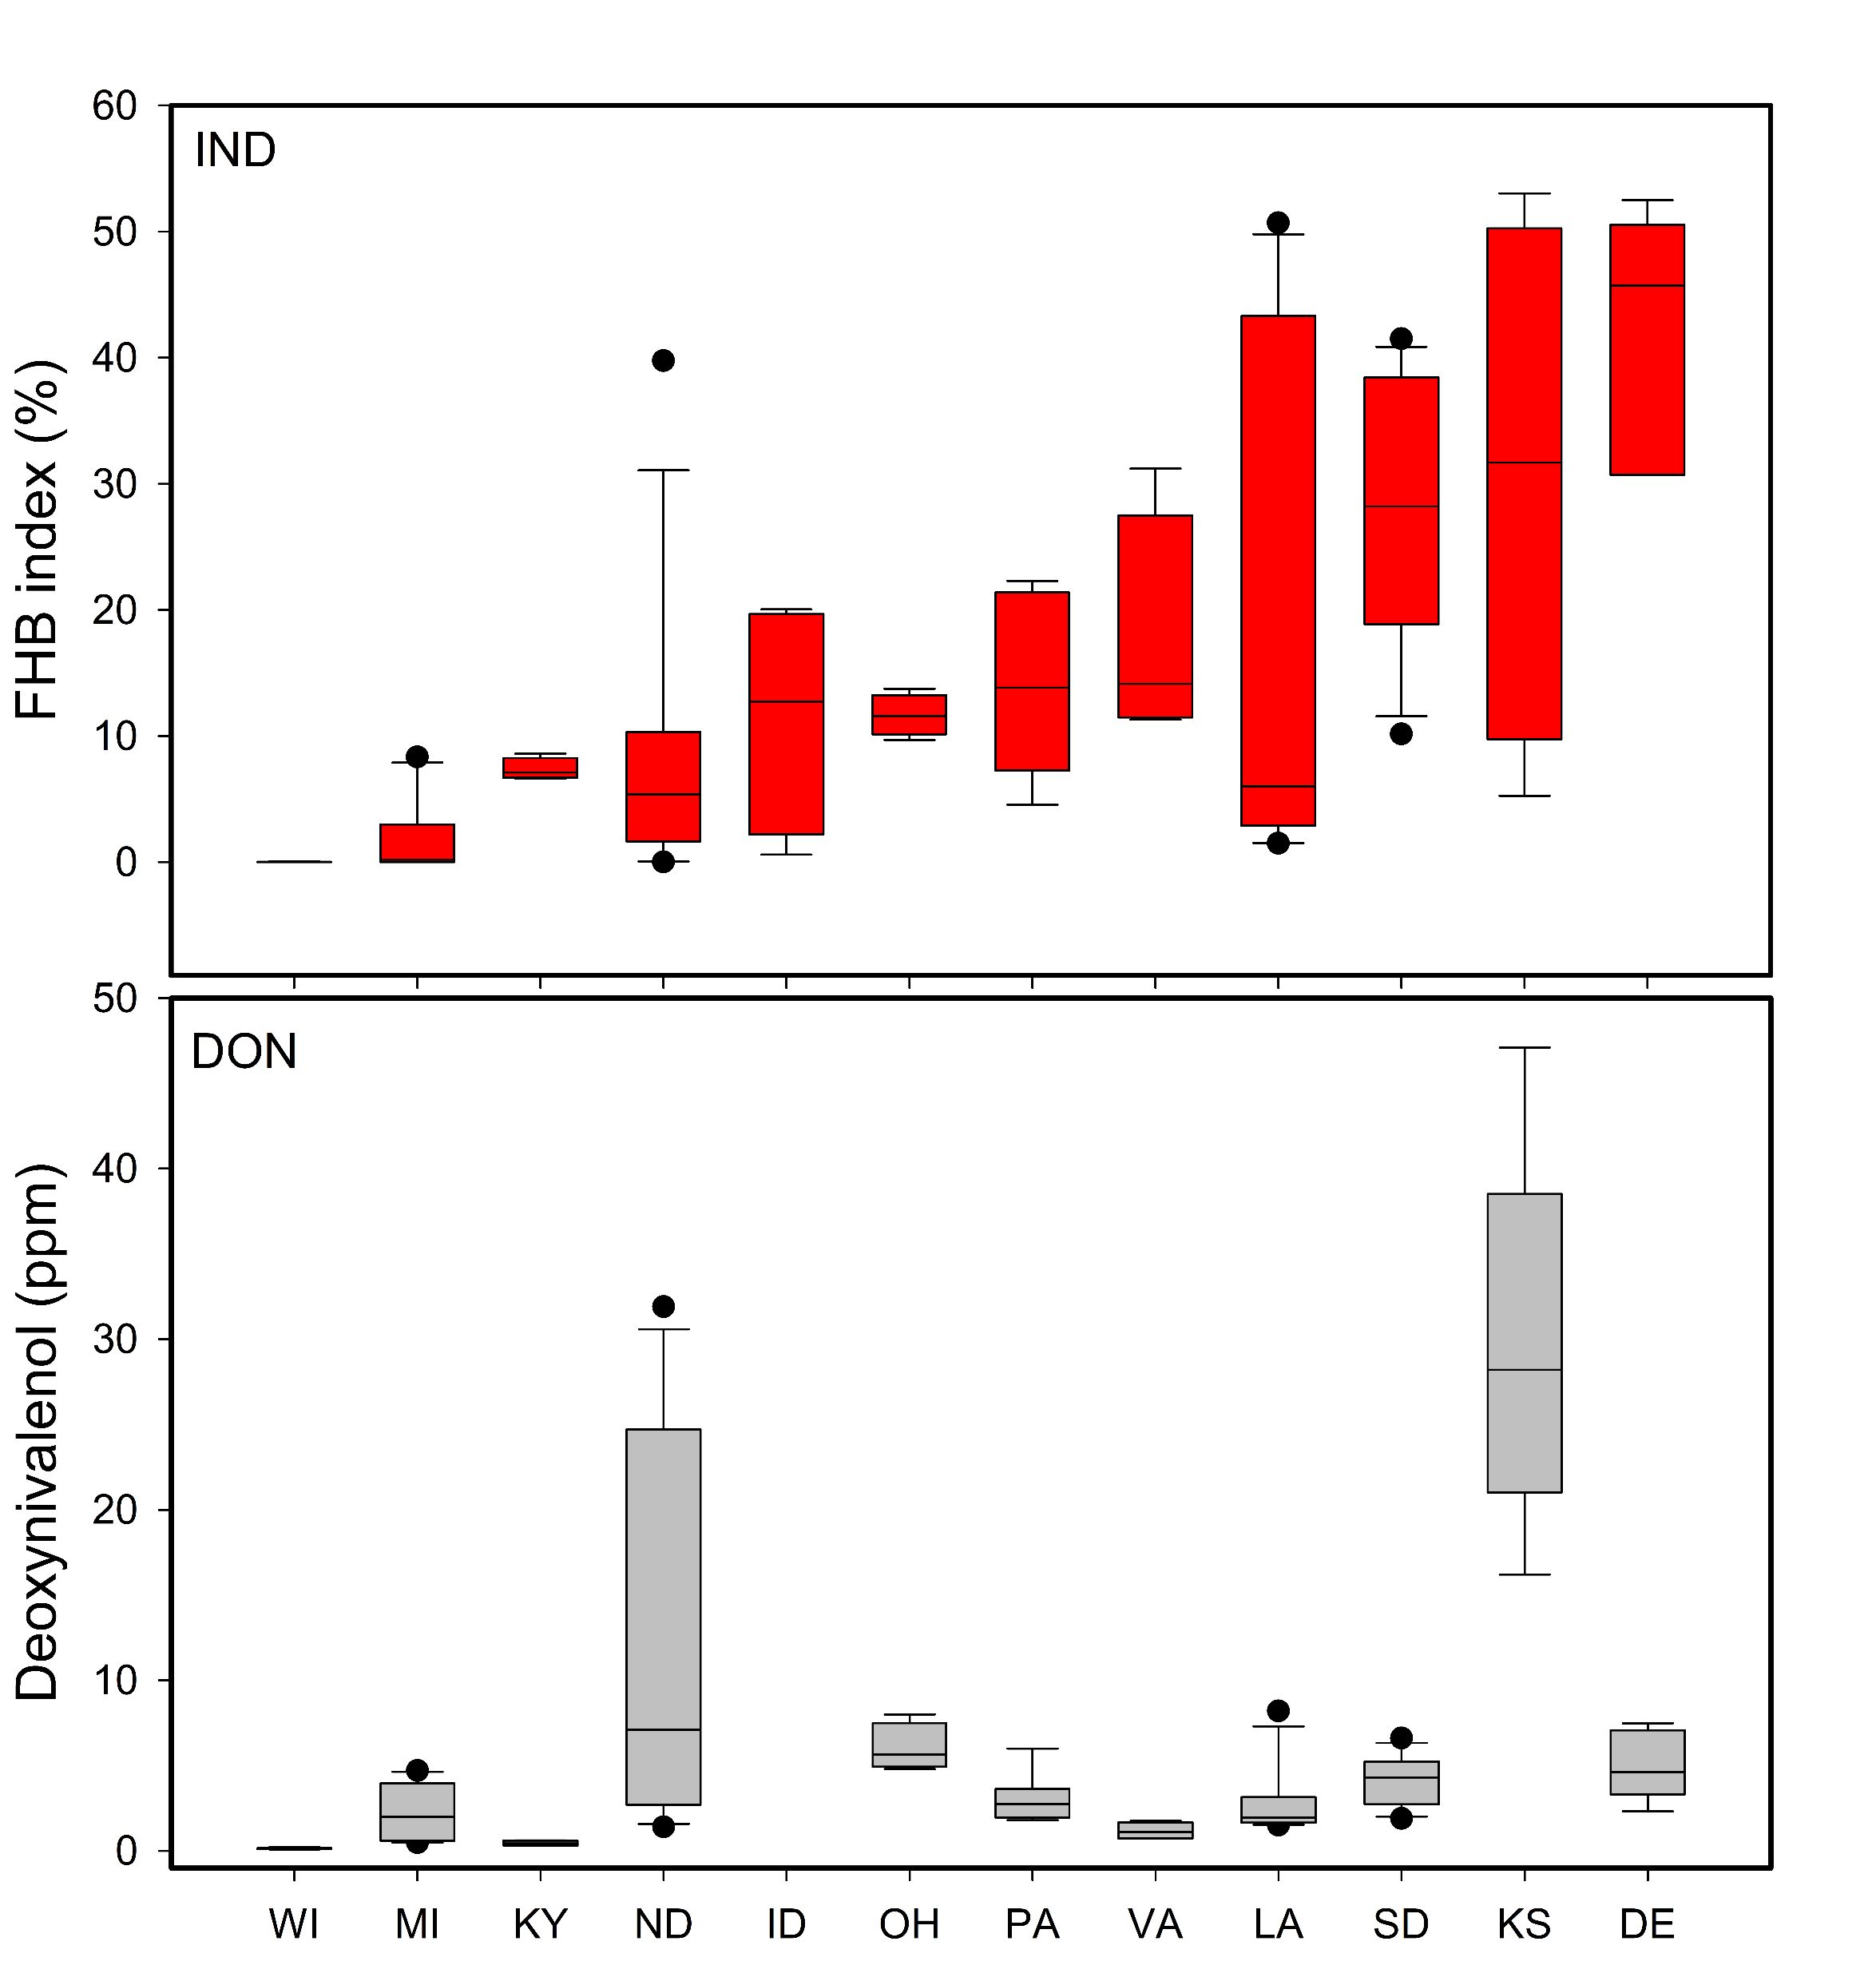 60
IND
50
40
30
20
10
0
FHB index (%)
50
DON
40
30
20
10
0
Deoxynivalenol (ppm)
WI MI KY ND ID OH PA VA LA SD KS DE